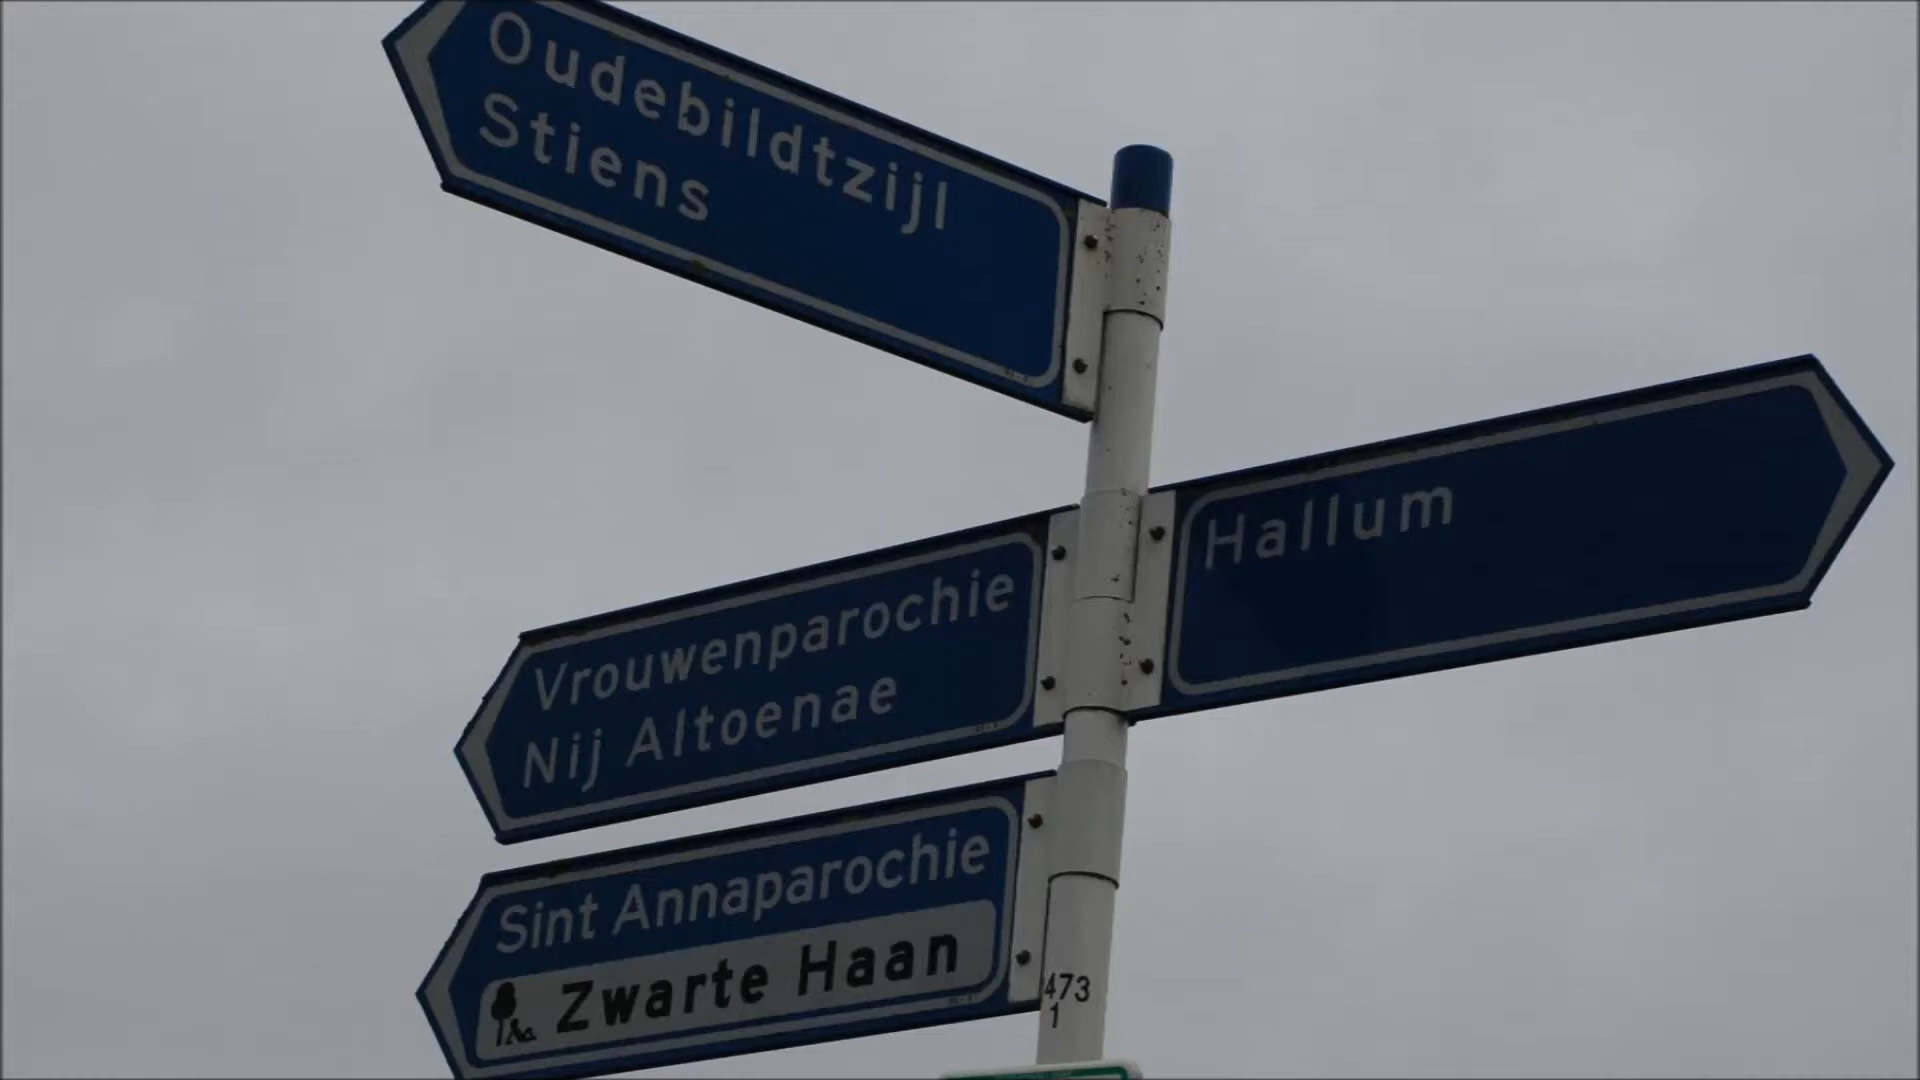 Oudebildtzijl
Stiens
Hallum
Vrouwenparochie
Nij Altoenae
Sint Annaparochie
Zwarte Haan
473
1